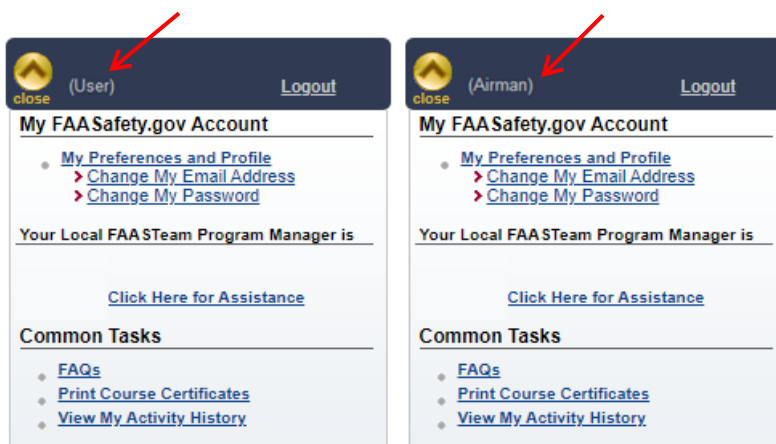 close (User) Logout
My FAASafety.gov Account
My Preferences and Profile
Change My Email Address
Change My Password
Your Local FAASTeam Program Manager is
Click Here for Assistance
Common Tasks
FAQs
Print Course Certificates
View My Activity History
close (Airman) Logout
My FAASafety.gov Account
My Preferences and Profile
Change My Email Address
Change My Password
Your Local FAASTeam Program Manager is
Click Here for Assistance
Common Tasks
FAQs
Print Course Certificates
View My Activity History